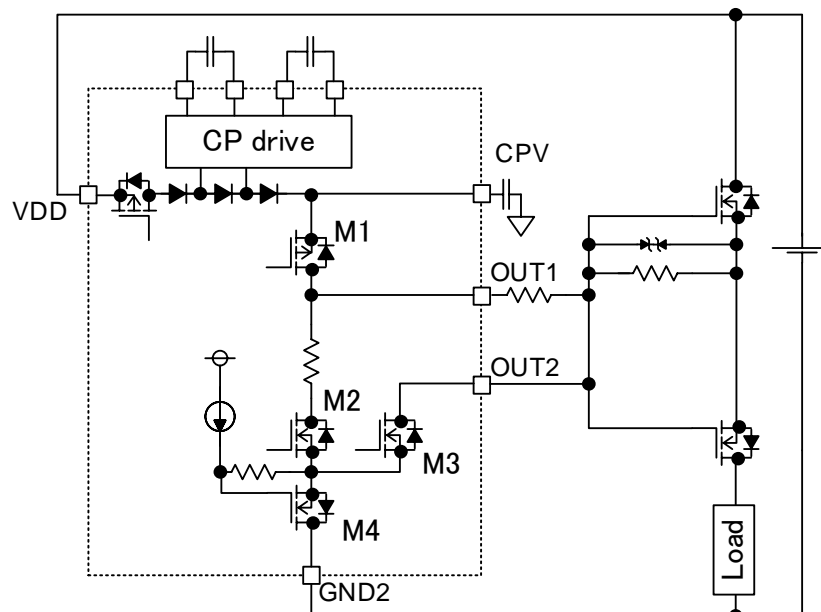 CP drive
CPV
VDD
M1
OUT1
OUT2
M2
M3
M4
Load
GND2